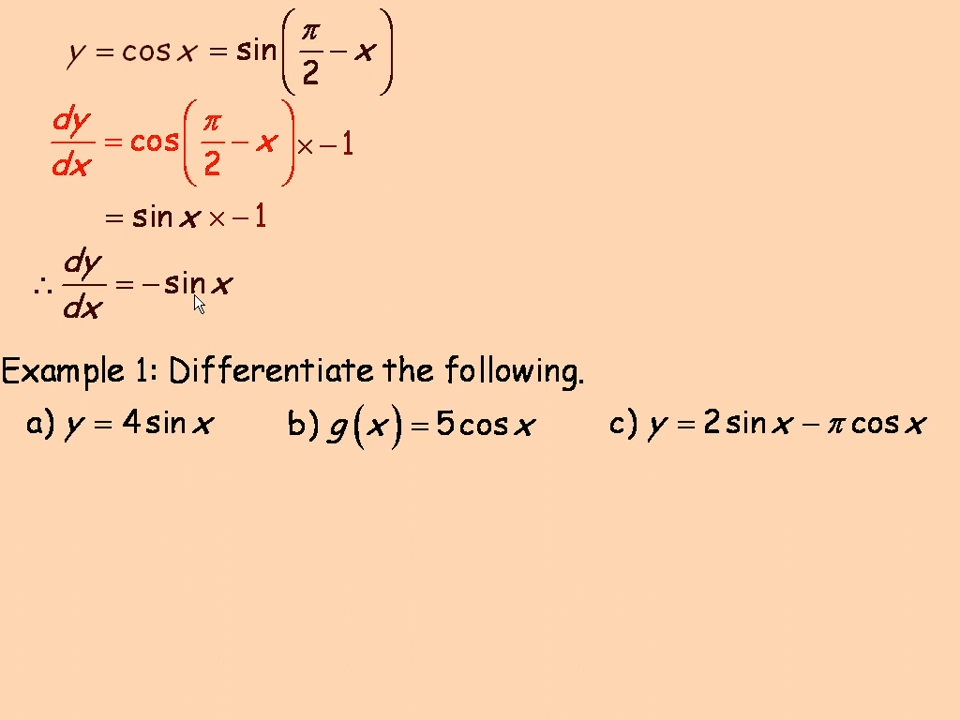 y = cos x = sin(π/2 − x)
dy/dx = cos(π/2 − x) × −1
= sin x × −1
∴ dy/dx = − sin x
Example 1: Differentiate the following.
a) y = 4 sin x b) g(x) = 5 cos x c) y = 2 sin x − π cos x